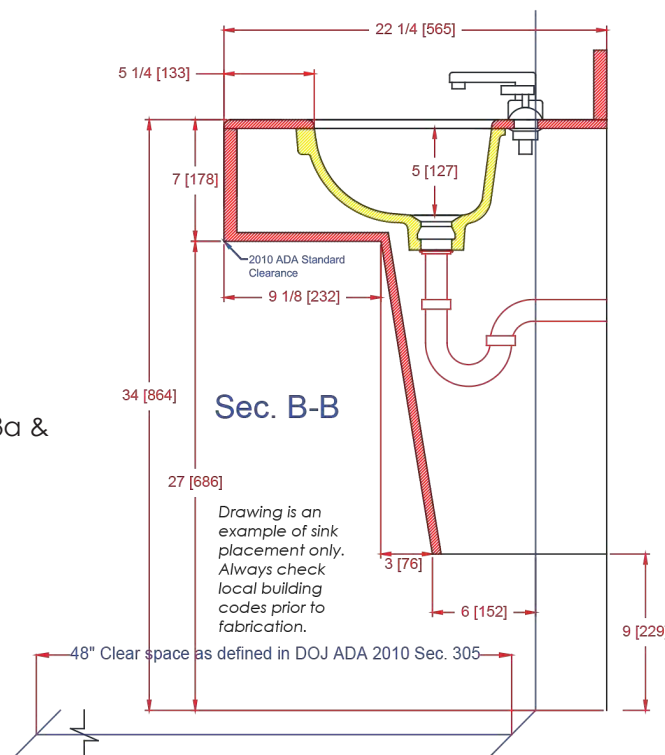 22 1/4 [565]
5 1/4 [133]
7 [178]
5 [127]
2010 ADA Standard
Clearance
9 1/8 [232]
34 [864]
Sec. B-B
3a &
27 [686]
Drawing is an
example of sink
placement only.
Always check
local building
codes prior to
fabrication.
3 [76]
6 [152]
9 [229]
48" Clear space as defined in DOJ ADA 2010 Sec. 305